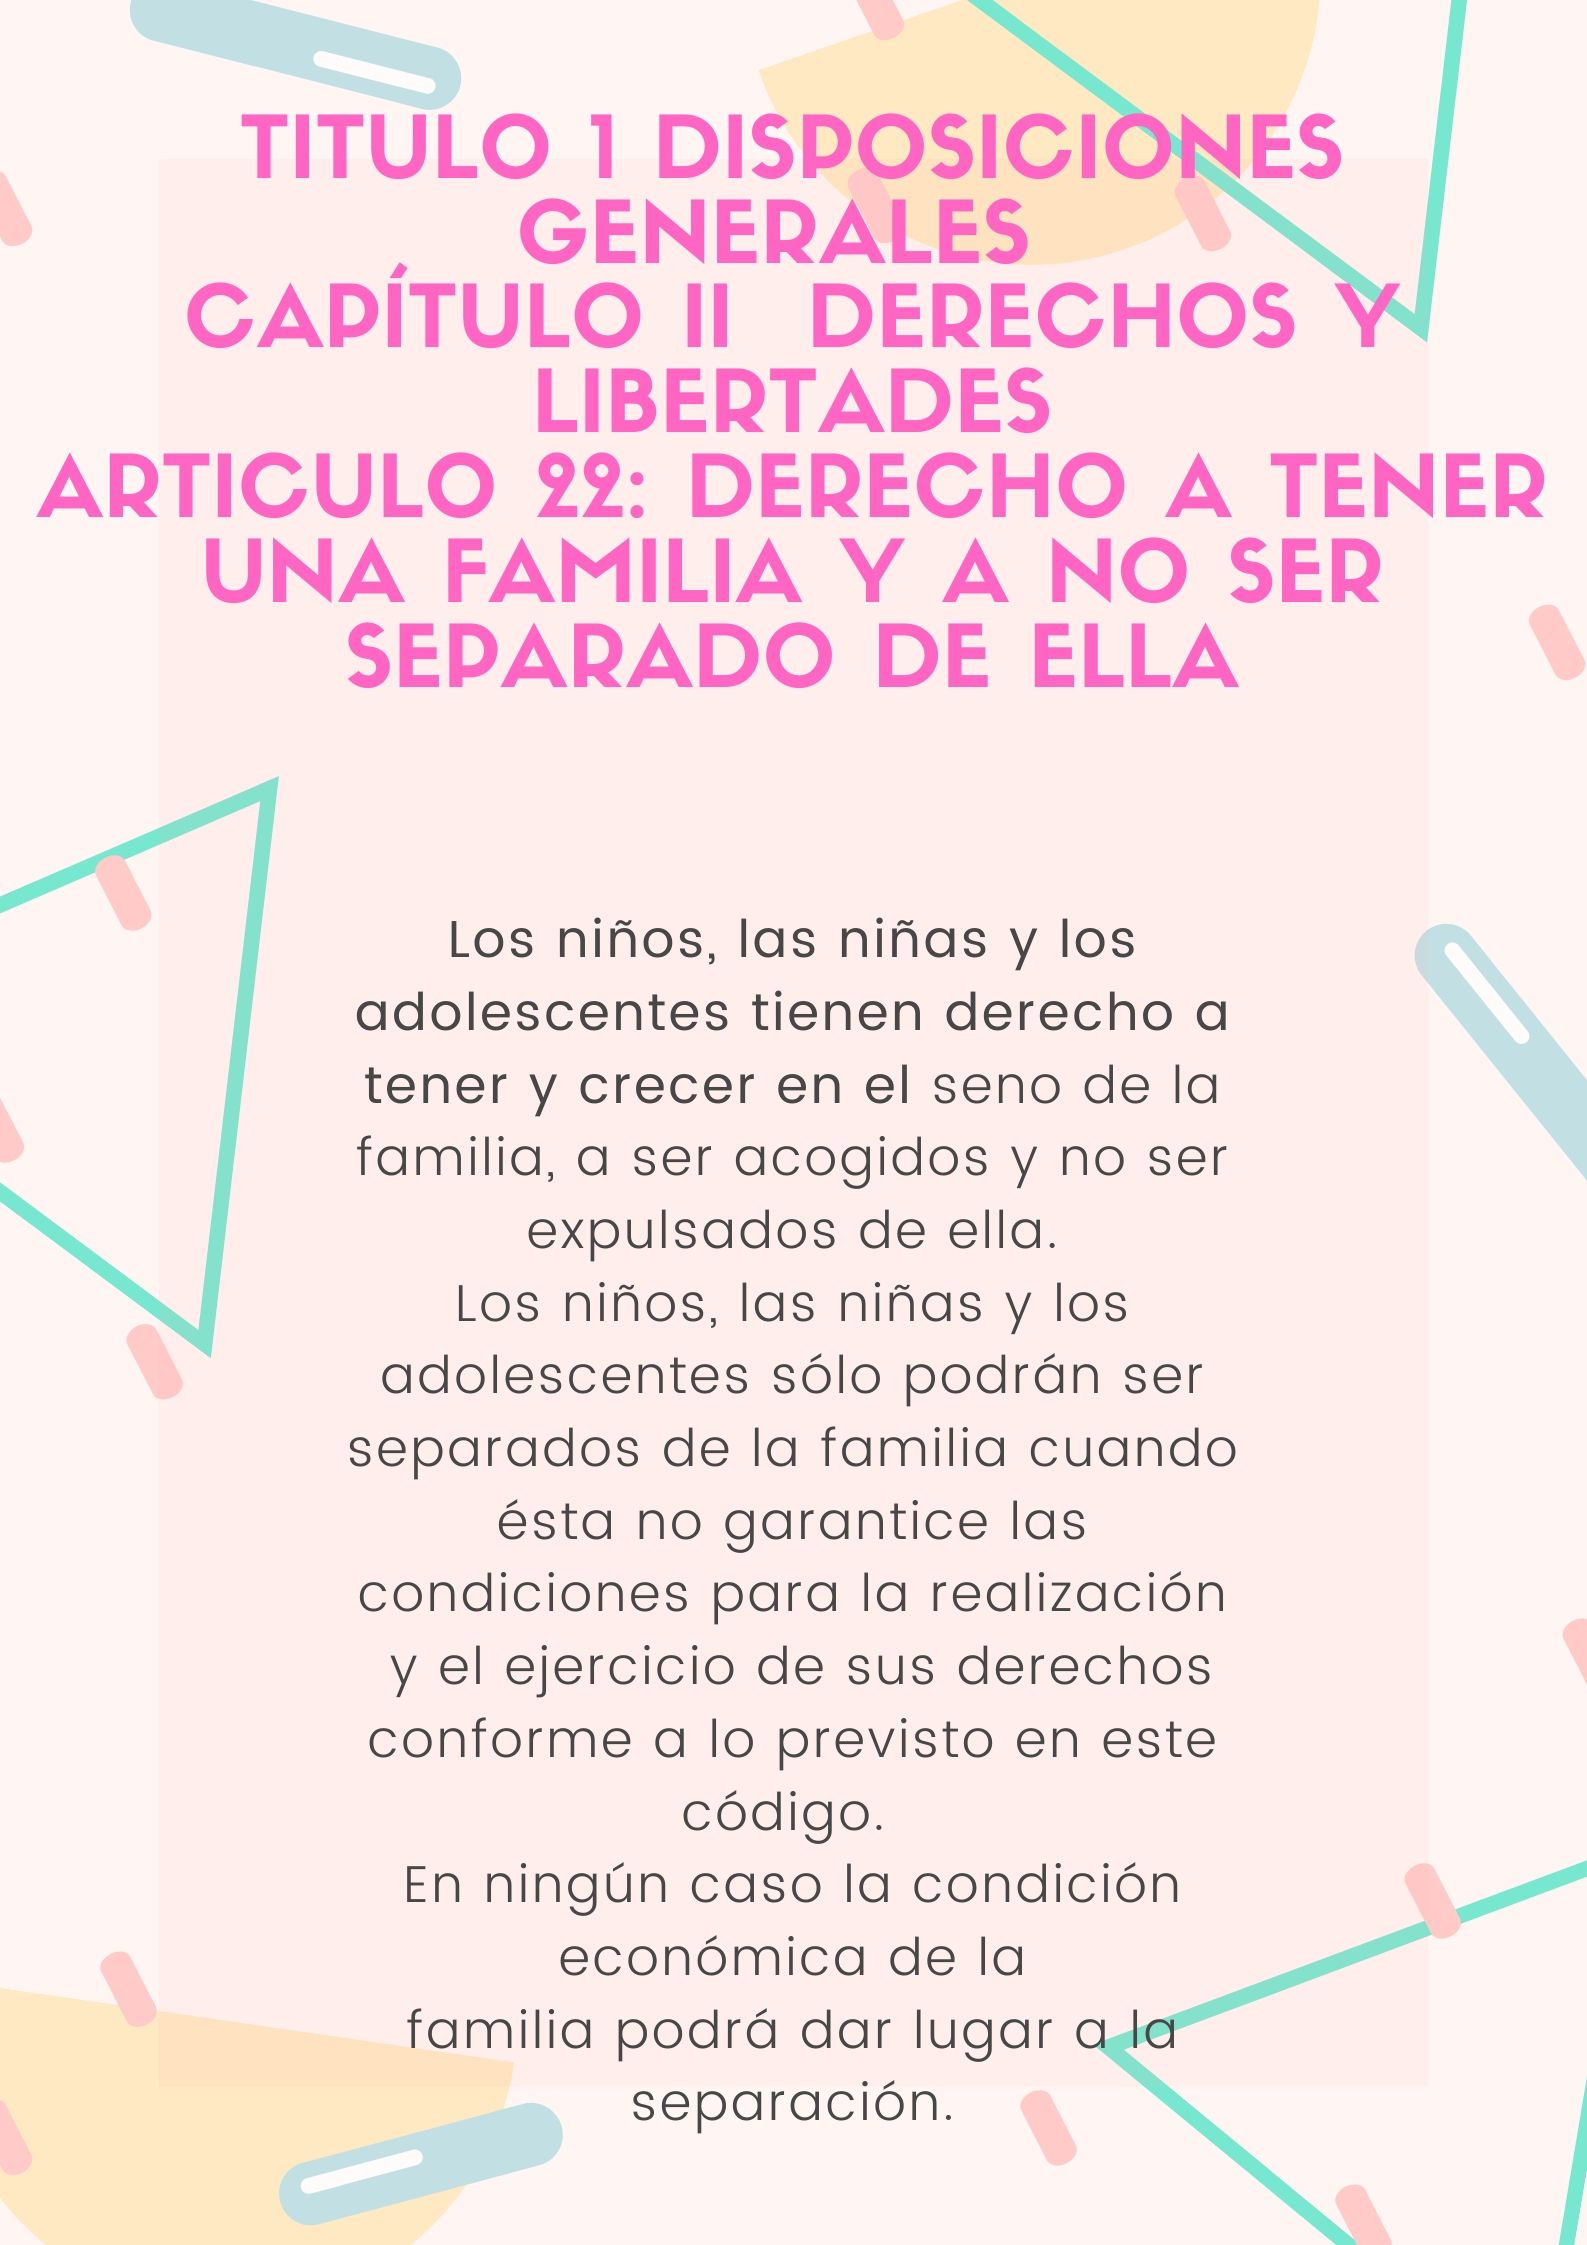 TITULO 1 DISPOSICIONES
GENERALES
CAPÍTULO II DERECHOS Y
LIBERTADES
ARTICULO 22: DERECHO A TENER
UNA FAMILIA Y A NO SER
SEPARADO DE ELLA
Los niños, las niñas y los
adolescentes tienen derecho a
tener y crecer en el seno de la
familia, a ser acogidos y no ser
expulsados de ella.
Los niños, las niñas y los
adolescentes sólo podrán ser
separados de la familia cuando
ésta no garantice las
condiciones para la realización
y el ejercicio de sus derechos
conforme a lo previsto en este
código.
En ningún caso la condición
económica de la
familia podrá dar lugar a la
separación.